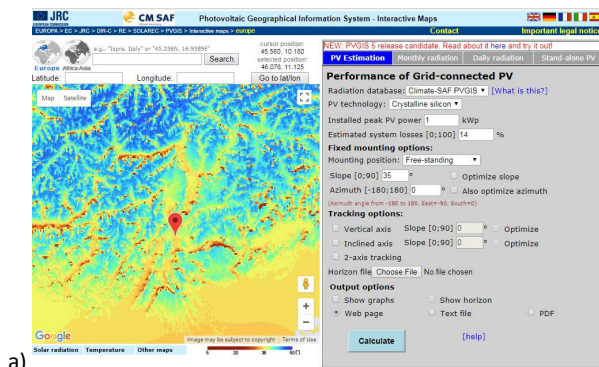 JRC
EUROPEAN COMMISSION
CM SAF
Photovoltaic Geographical Information System - Interactive Maps
EUROPA > EC > JRC > DIR-C > RE > SOLAREC > PVGIS > Interactive maps > europe
Contact
Important legal notice
Europe Africa-Asia
e.g., "Ispra, Italy" or "45.256N, 16.9589E"
Search
cursor position:
45.560, 10.180
selected position:
46.078, 11.125
Latitude:
Longitude:
Go to lat/lon
Map Satellite
Google
Image may be subject to copyright
Terms of Use
Solar radiation Temperature Other maps
NEW: PVGIS 5 release candidate. Read about it here and try it out!
PV Estimation Monthly radiation Daily radiation Stand-alone PV
Performance of Grid-connected PV
Radiation database: Climate-SAF PVGIS [What is this?]
PV technology: Crystalline silicon
Installed peak PV power 1 kWp
Estimated system losses [0;100] 14 %
Fixed mounting options:
Mounting position: Free-standing
Slope [0;90] 35 ° Optimize slope
Azimuth [-180;180] 0 ° Also optimize azimuth
(Azimuth angle from -180 to 180. East=-90, South=0)
Tracking options:
Vertical axis Slope [0;90] 0 ° Optimize
Inclined axis Slope [0;90] 0 ° Optimize
2-axis tracking
Horizon file Choose File No file chosen
Output options
Show graphs Show horizon
Web page Text file PDF
Calculate [help]
a)